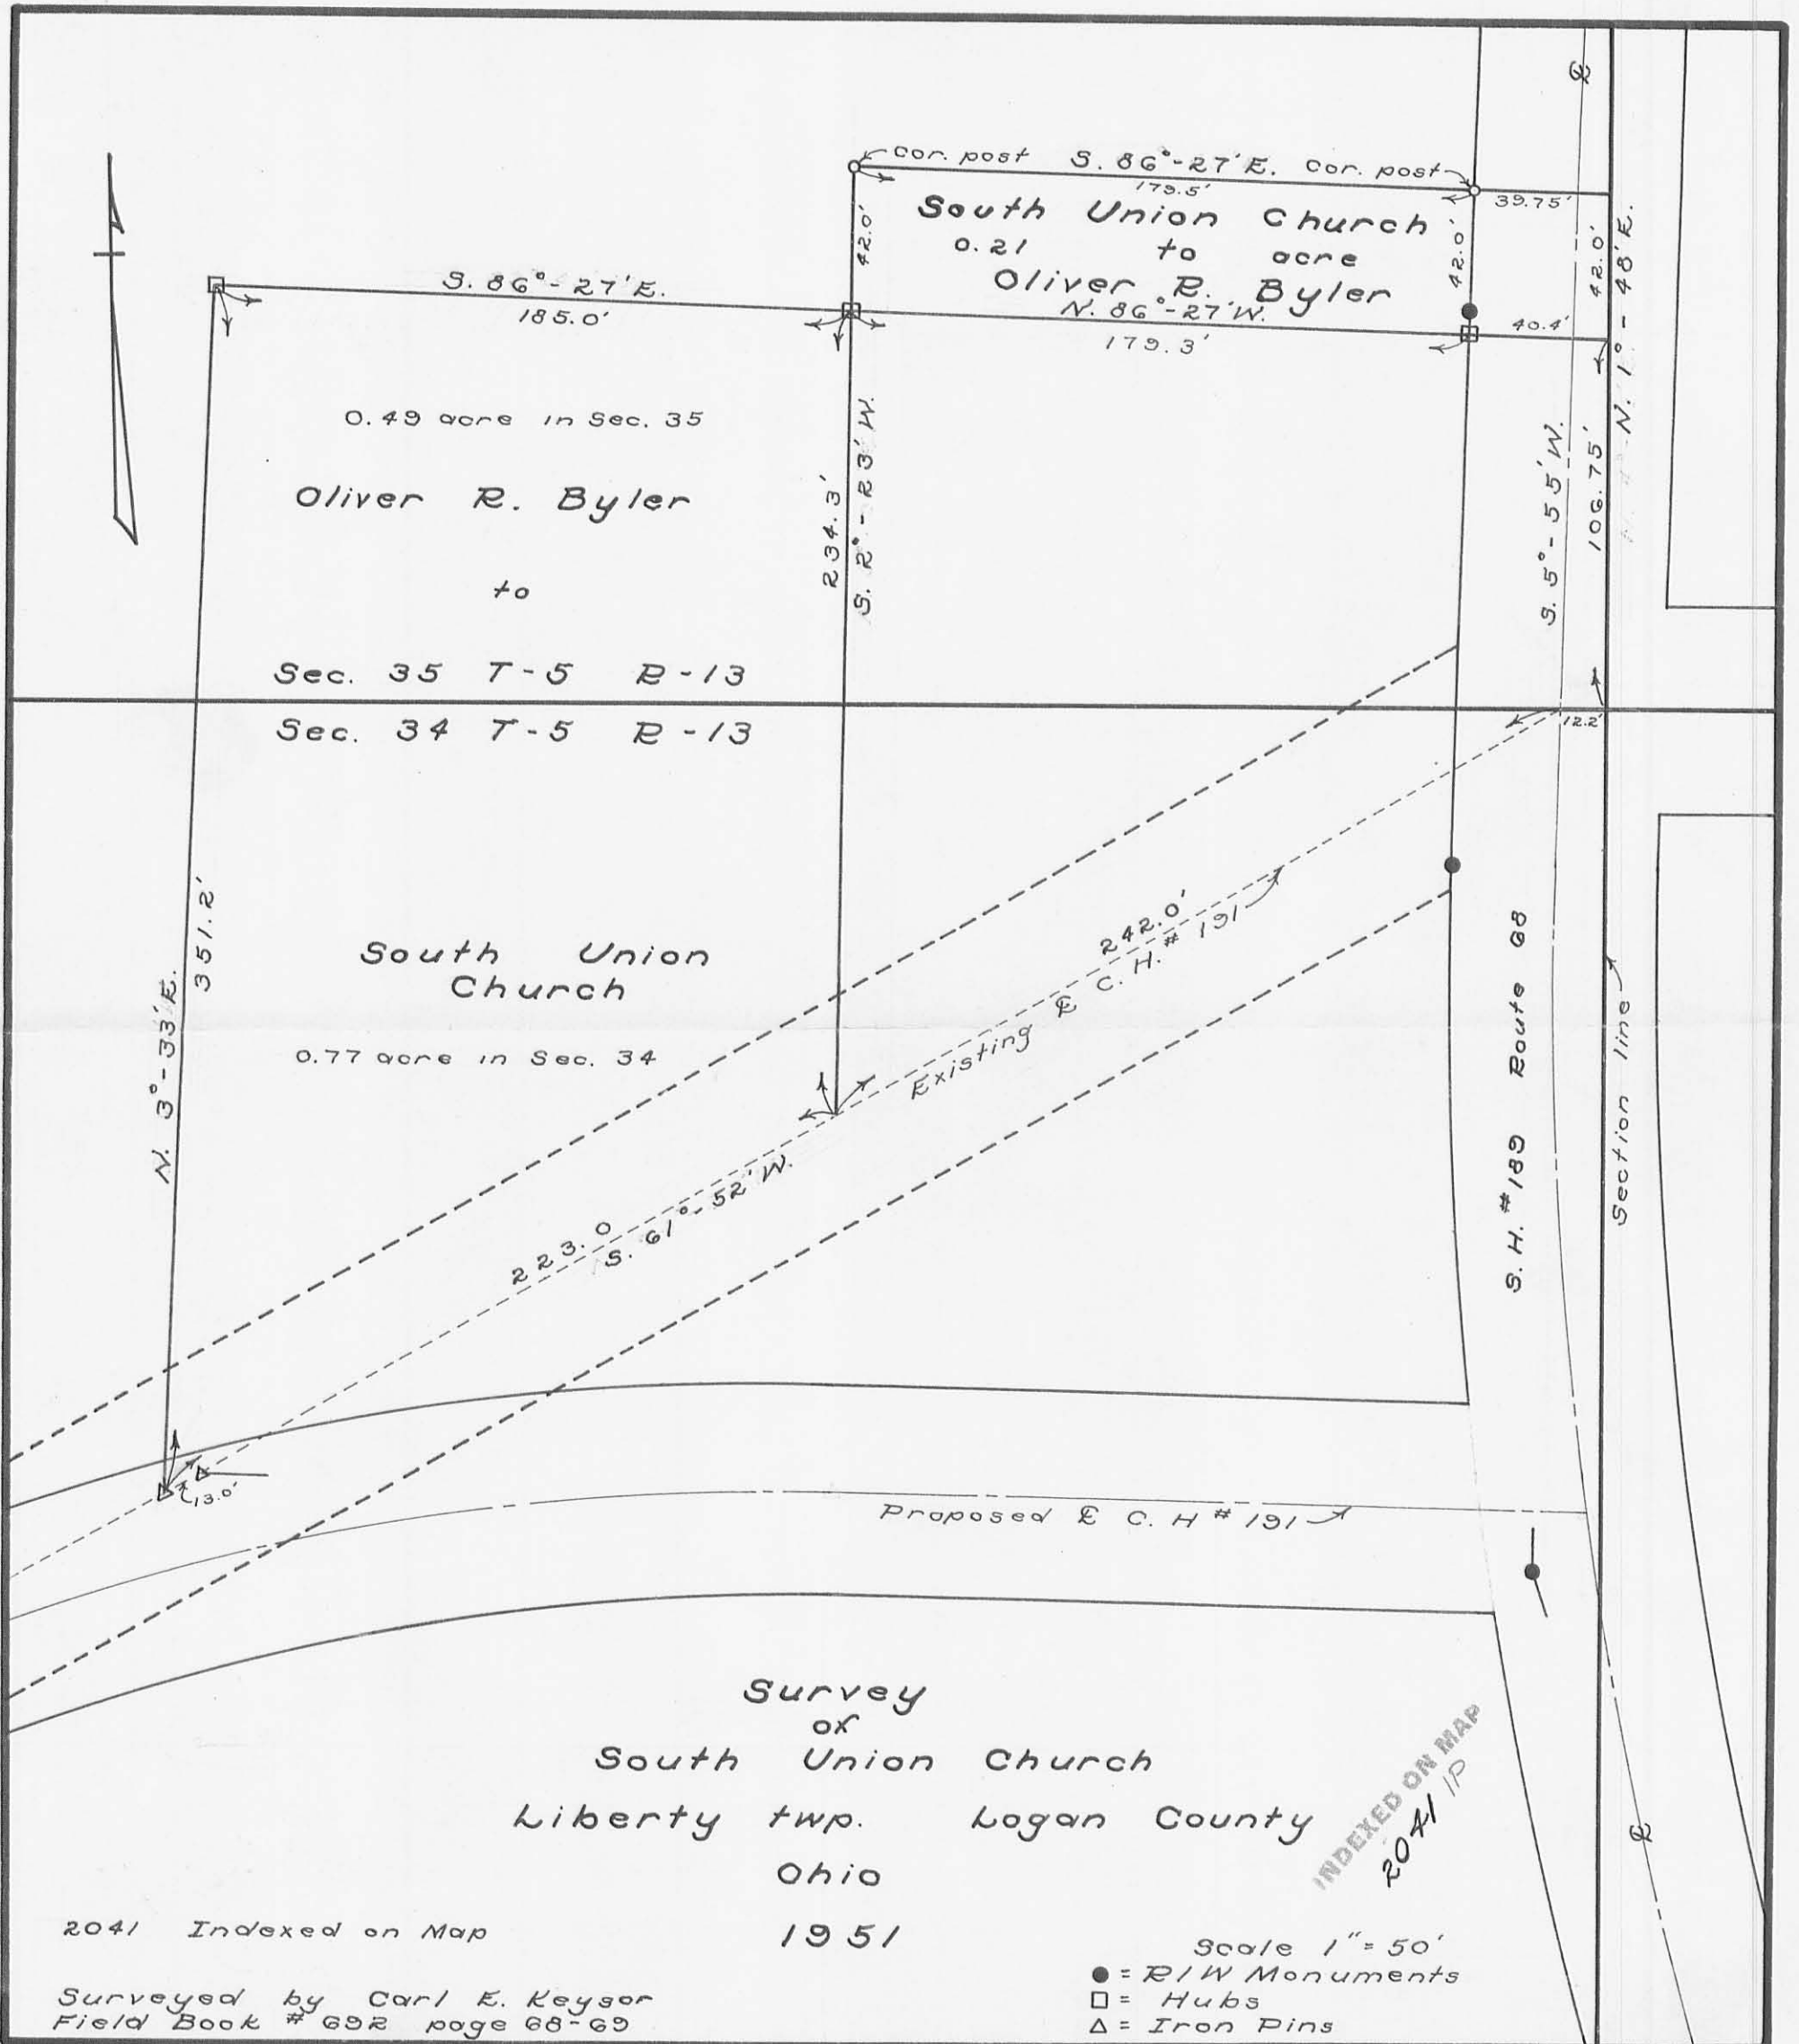 ℄
cor. post S. 86°-27'E. cor. post
179.5'
39.75'
South Union Church
0.21 to acre
Oliver R. Byler
N. 86°-27'W.
179.3'
42.0'
42.0'
42.0'
40.4'
N. 1°-48'E.
S. 86°-27'E.
185.0'
0.49 acre in Sec. 35
Oliver R. Byler
to
234.3'
S. 2°-23'W.
S. 5°-55'W.
106.75'
Sec. 35 T-5 R-13
Sec. 34 T-5 R-13
12.2'
351.2'
N. 3°-33'E.
South Union
Church
0.77 acre in Sec. 34
242.0'
Existing ℄ C. H. # 191
S. H. #189 Route 68
Section line
223.0
S. 61°-52'W.
13.0'
Proposed ℄ C. H # 191
Survey
of
South Union Church
Liberty twp. Logan County
Ohio
1951
INDEXED ON MAP
2041 IP
℄
2041 Indexed on Map
Surveyed by Carl E. Keyser
Field Book # 692 page 68-69
Scale 1"=50'
● = R/W Monuments
□ = Hubs
△ = Iron Pins